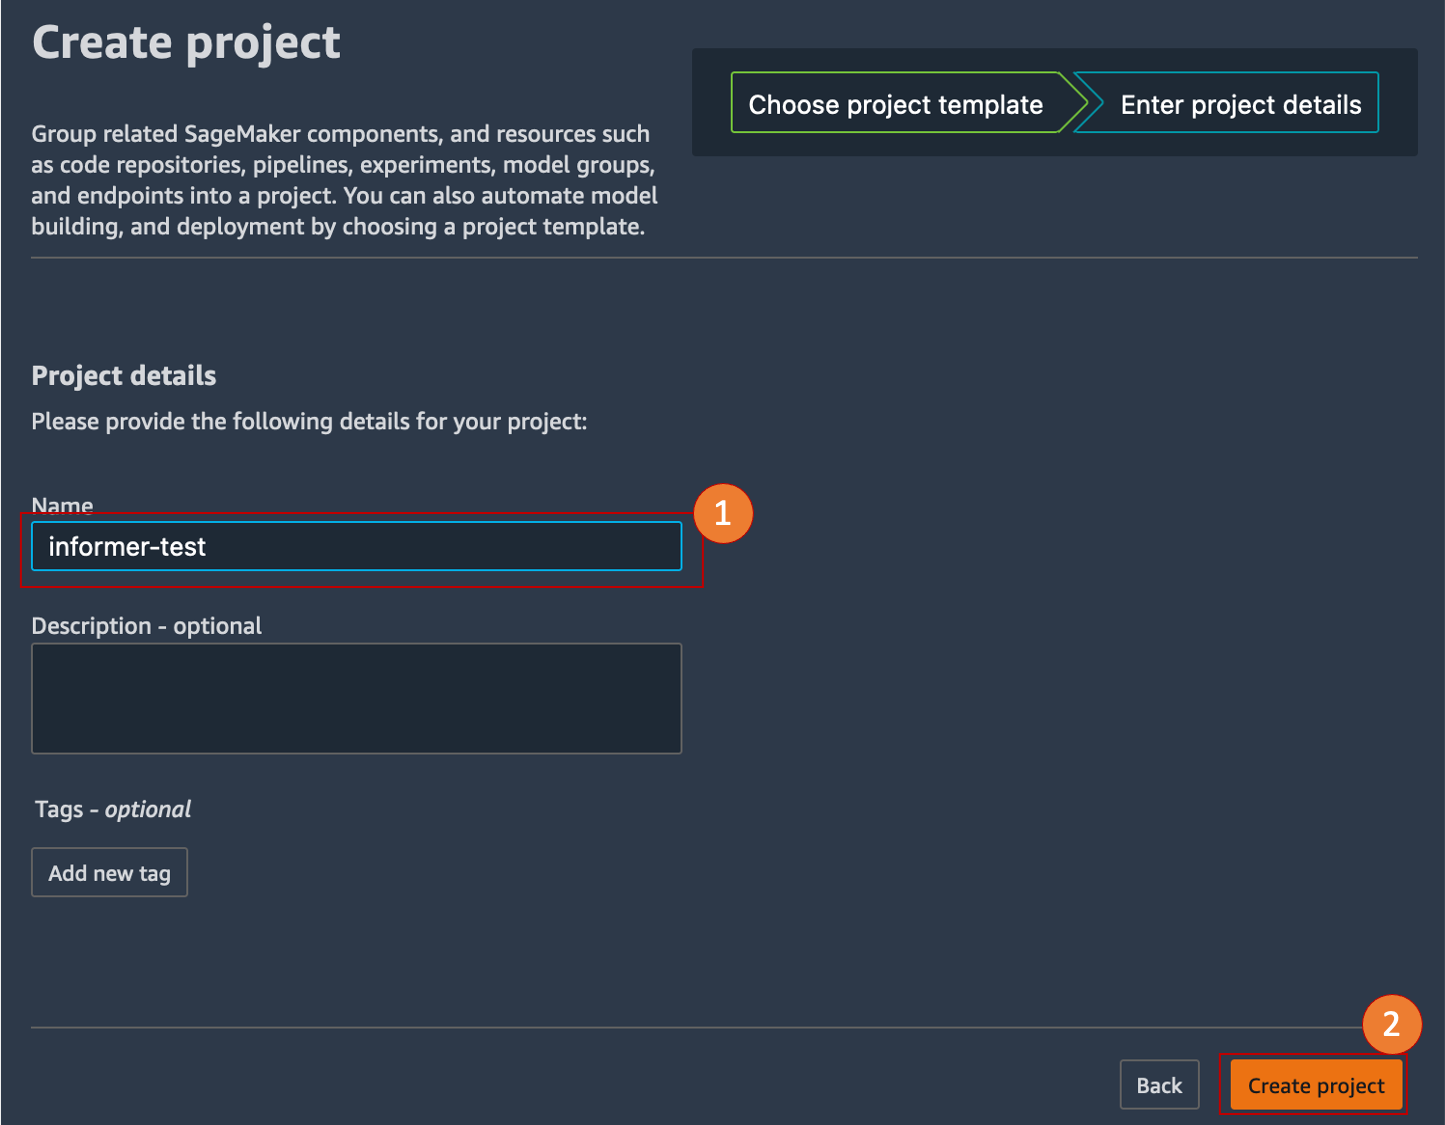 Create project
Choose project template
Enter project details
Group related SageMaker components, and resources such
as code repositories, pipelines, experiments, model groups,
and endpoints into a project. You can also automate model
building, and deployment by choosing a project template.
Project details
Please provide the following details for your project:
Name
1
informer-test
Description - optional
Tags - optional
Add new tag
2
Back
Create project